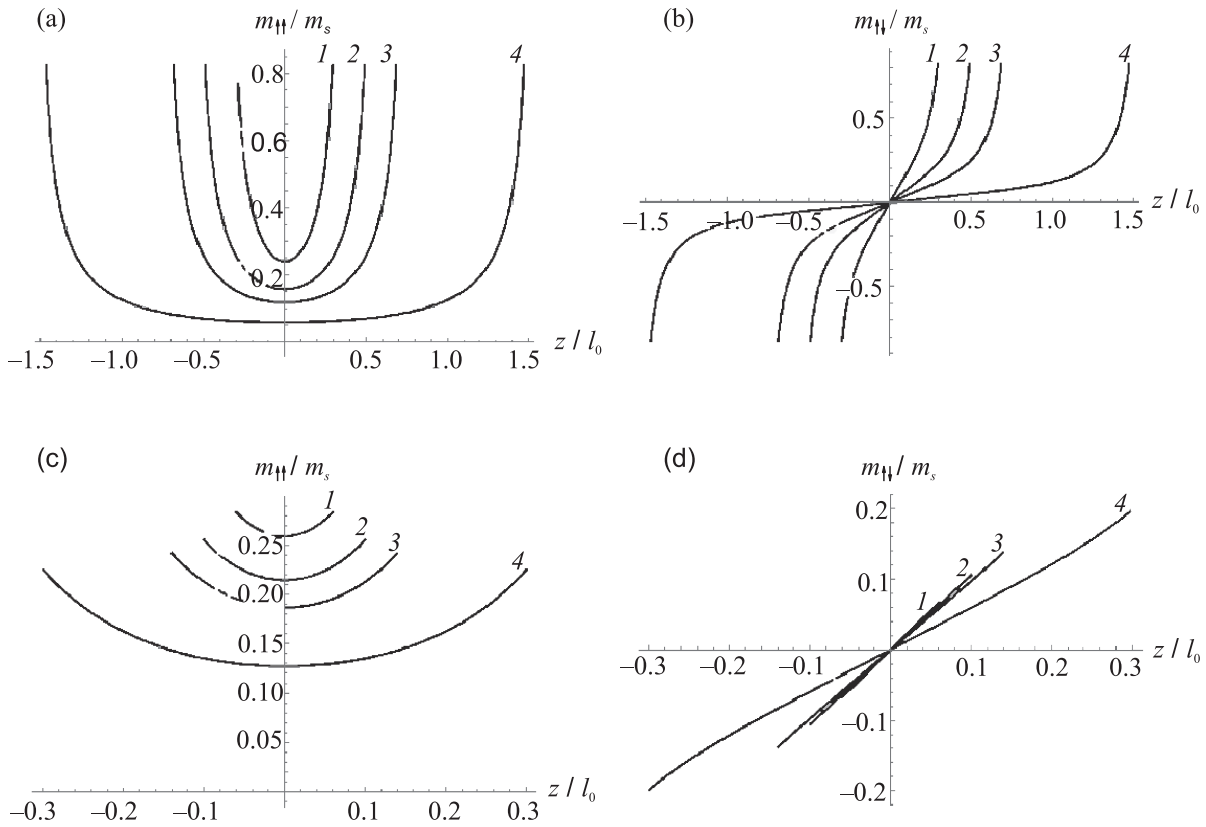 (a)
m↑↑ / mₛ
1 2 3 4
0.8
0.6
0.4
0.2
–1.5 –1.0 –0.5 0.5 1.0 1.5
z / l₀
(b)
m↑↓ / mₛ
1 2 3 4
0.5
–1.5 –1.0 –0.5 0.5 1.0 1.5
z / l₀
–0.5
(c)
m↑↑ / mₛ
1
2
3
4
0.25
0.20
0.15
0.10
0.05
–0.3 –0.2 –0.1 0.1 0.2 0.3
z / l₀
(d)
m↑↓ / mₛ
0.2
4
3
2
1
0.1
–0.3 –0.2 –0.1 0.1 0.2 0.3
z / l₀
–0.1
–0.2